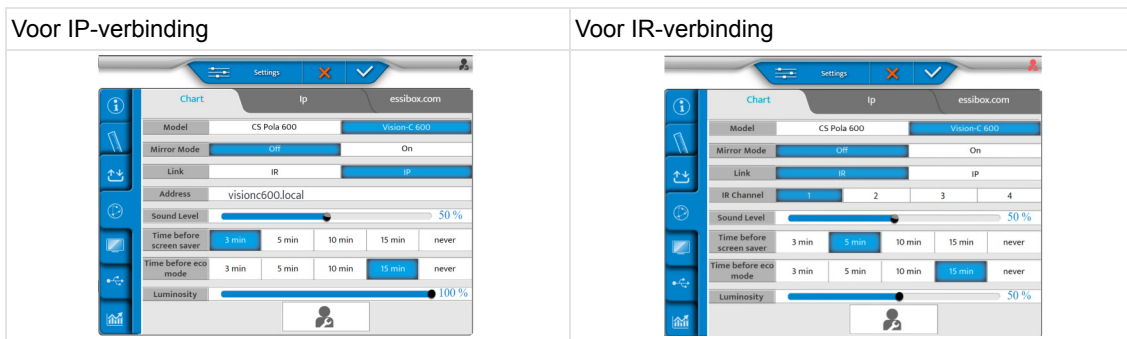 Voor IP-verbinding
Voor IR-verbinding
Settings
Chart Ip essibox.com
Model CS Pola 600 Vision-C 600
Mirror Mode Off On
Link IR IP
Address visionc600.local
Sound Level 50 %
Time before screen saver 3 min 5 min 10 min 15 min never
Time before eco mode 3 min 5 min 10 min 15 min never
Luminosity 100 %
Settings
Chart Ip essibox.com
Model CS Pola 600 Vision-C 600
Mirror Mode Off On
Link IR IP
IR Channel 1 2 3 4
Sound Level 50 %
Time before screen saver 3 min 5 min 10 min 15 min never
Time before eco mode 3 min 5 min 10 min 15 min never
Luminosity 50 %